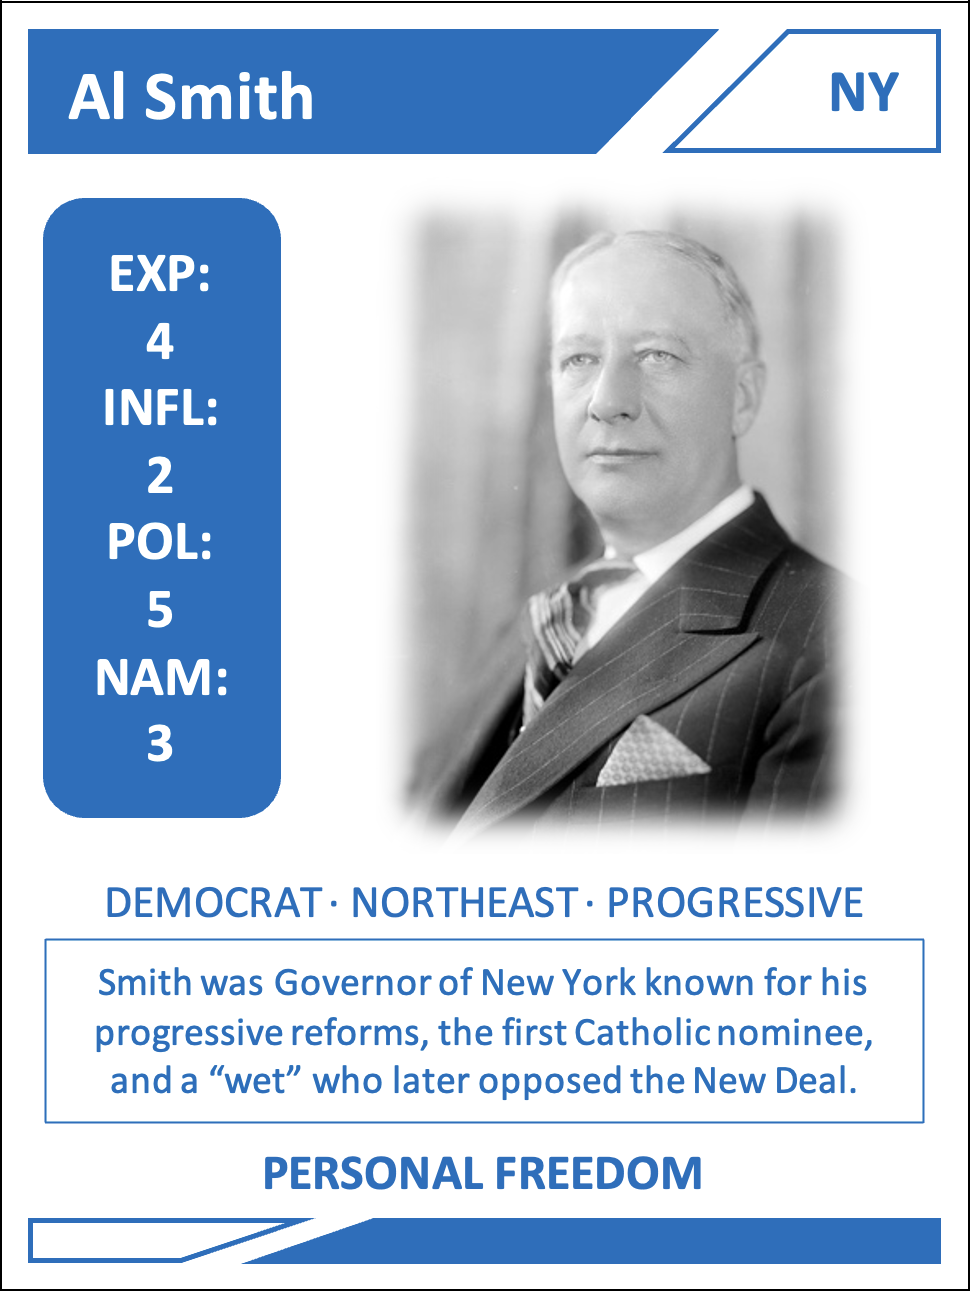 Al Smith
NY
EXP:
4
INFL:
2
POL:
5
NAM:
3
DEMOCRAT · NORTHEAST · PROGRESSIVE
Smith was Governor of New York known for his
progressive reforms, the first Catholic nominee,
and a “wet” who later opposed the New Deal.
PERSONAL FREEDOM